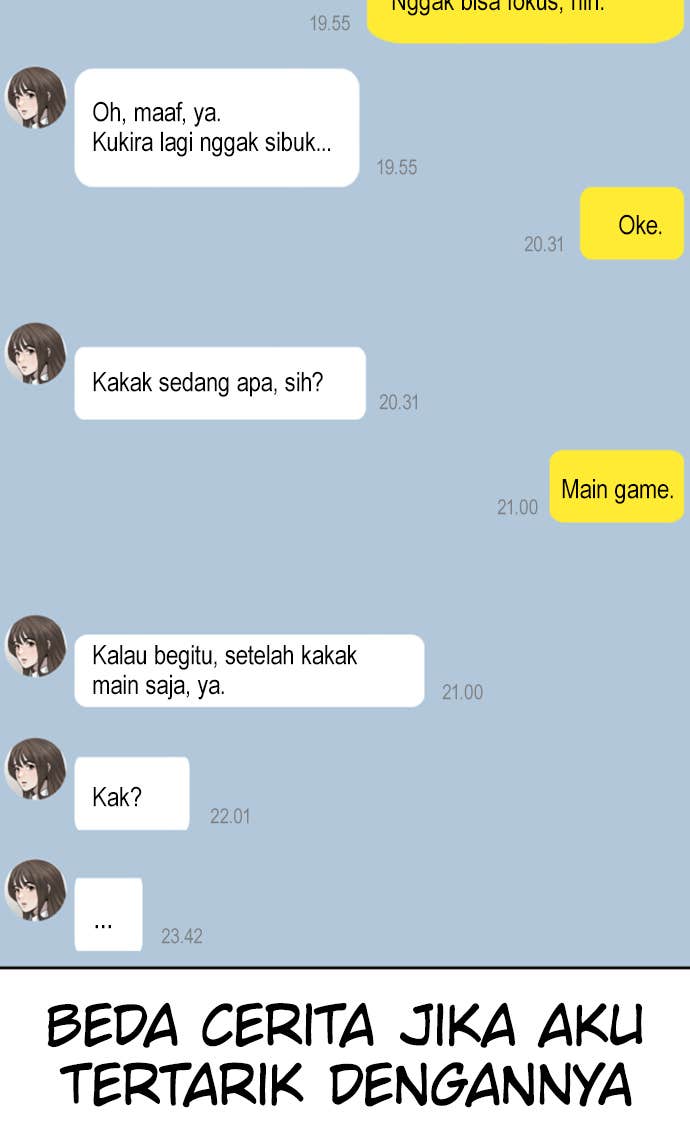 Nggak bisa fokus, nih.
19.55
Oh, maaf, ya.
Kukira lagi nggak sibuk...
19.55
Oke.
20.31
Kakak sedang apa, sih?
20.31
Main game.
21.00
Kalau begitu, setelah kakak
main saja, ya.
21.00
Kak?
22.01
...
23.42
BEDA CERITA JIKA AKU
TERTARIK DENGANNYA